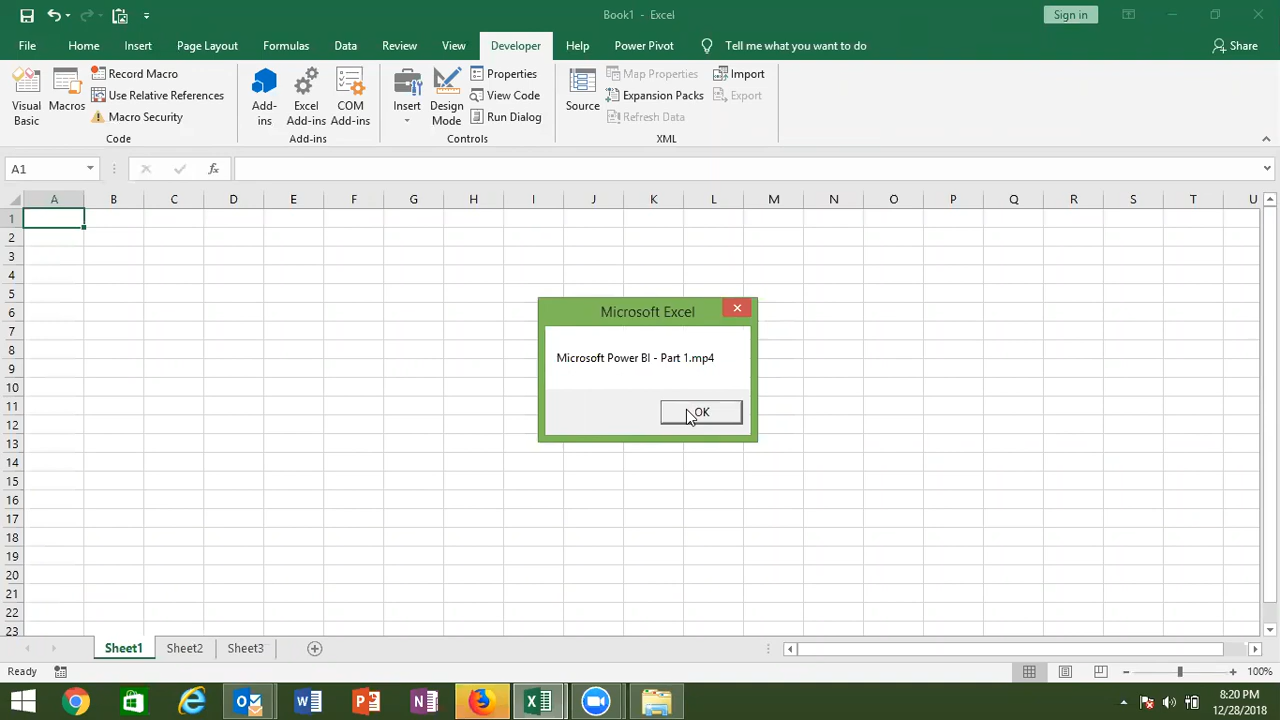 Book1 - Excel
Sign in
File Home Insert Page Layout Formulas Data Review View Developer Help Power Pivot Tell me what you want to do Share
Visual Basic
Macros
Record Macro
Use Relative References
Macro Security
Code
Add-ins
Excel Add-ins
COM Add-ins
Add-ins
Insert
Design Mode
Properties
View Code
Run Dialog
Controls
Source
Map Properties
Expansion Packs
Refresh Data
Import
Export
XML
A1
fx
A B C D E F G H I J K L M N O P Q R S T U
1
2
3
4
5
6
7
8
9
10
11
12
13
14
15
16
17
18
19
20
21
22
23
Microsoft Excel
Microsoft Power BI - Part 1.mp4
OK
Sheet1 Sheet2 Sheet3
Ready
100%
8:20 PM
12/28/2018